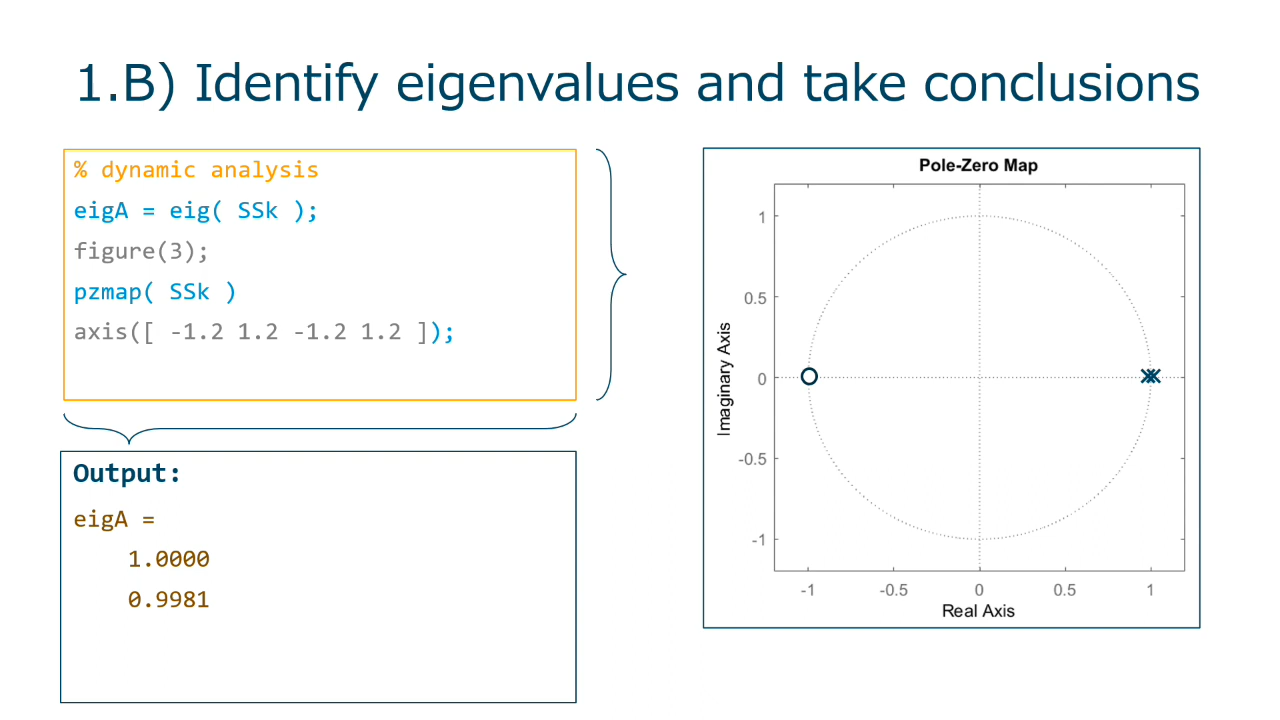 1.B) Identify eigenvalues and take conclusions
% dynamic analysis
eigA = eig( SSk );
figure(3);
pzmap( SSk )
axis([ -1.2 1.2 -1.2 1.2 ]);
Output:
eigA =
1.0000
0.9981
Pole-Zero Map
Imaginary Axis
1
0.5
0
-0.5
-1
-1 -0.5 0 0.5 1
Real Axis